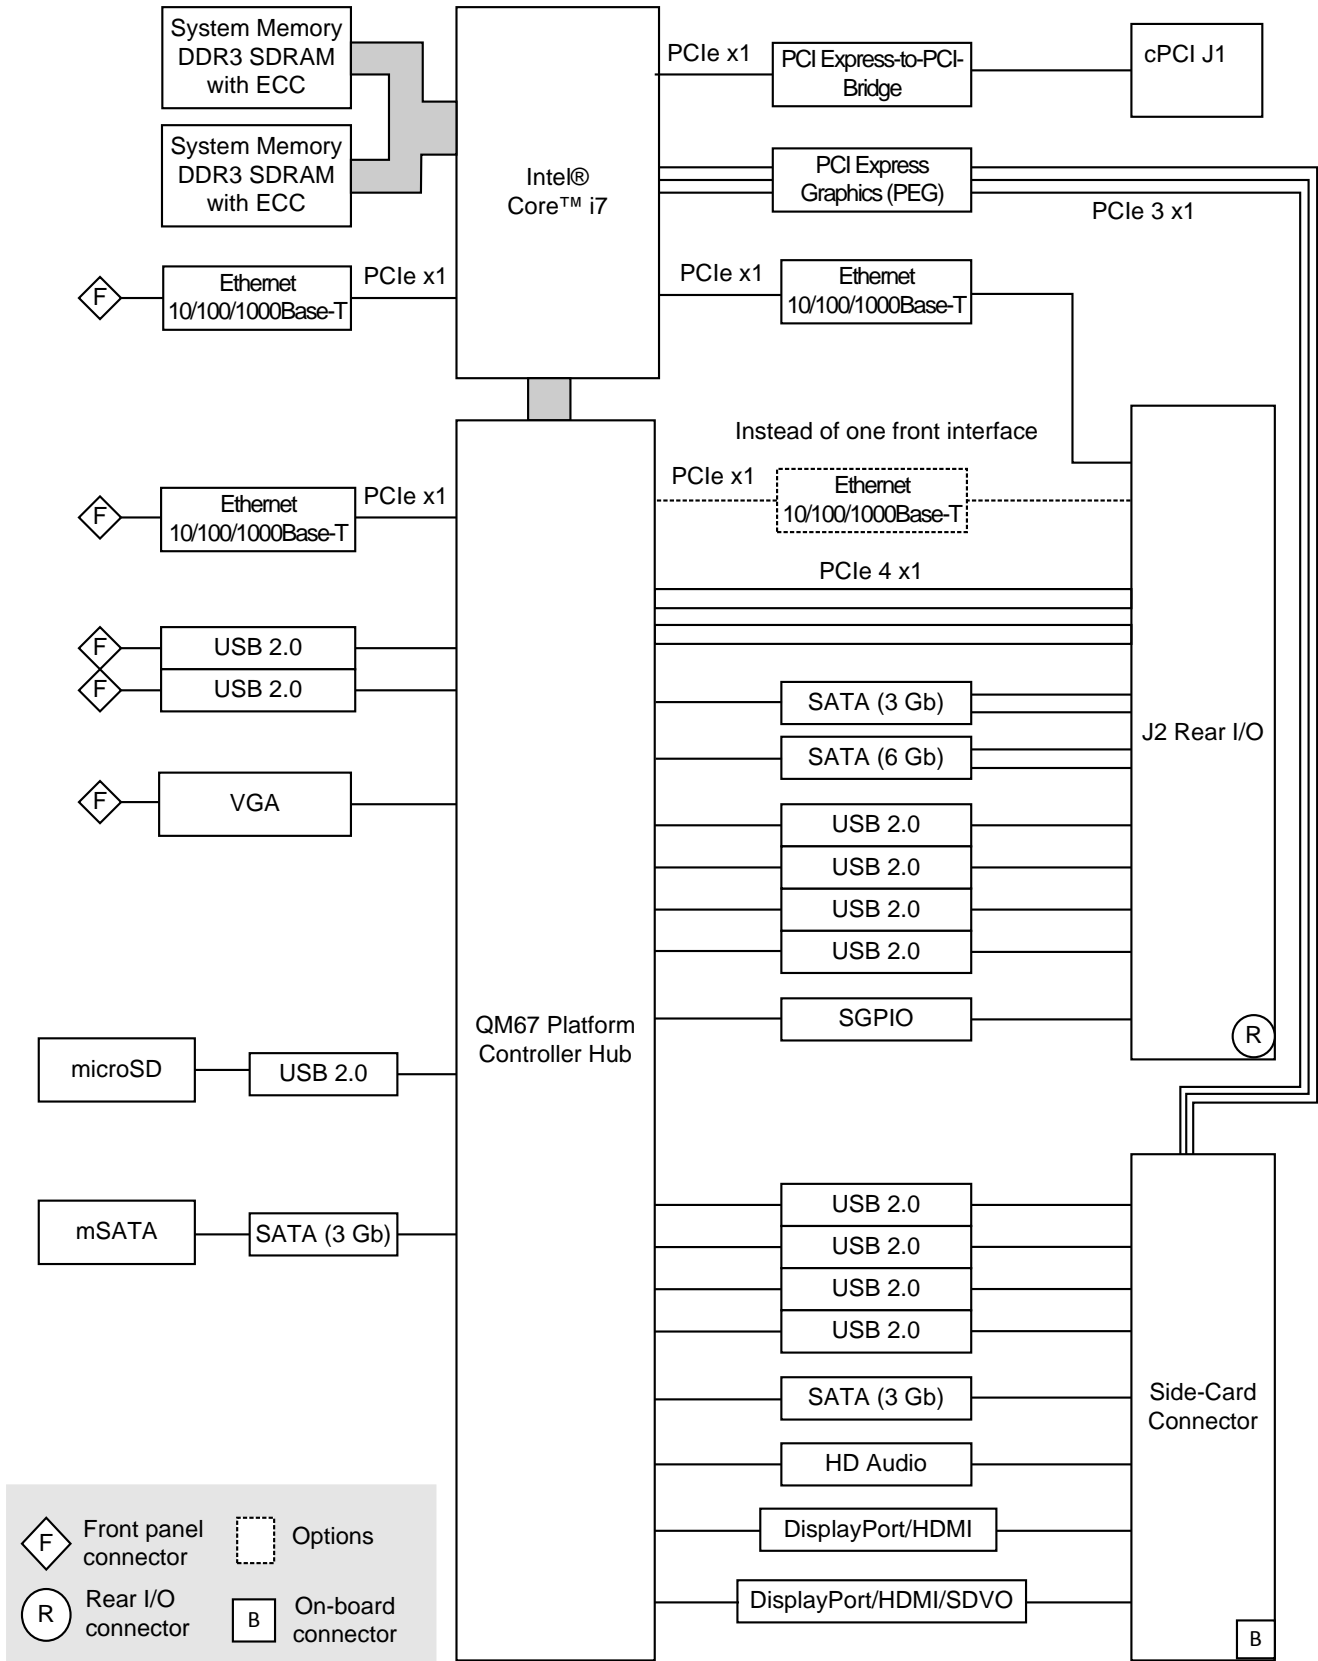 System Memory
DDR3 SDRAM
with ECC
System Memory
DDR3 SDRAM
with ECC
Intel®
Core™ i7
PCIe x1
PCI Express-to-PCI-
Bridge
cPCI J1
PCI Express
Graphics (PEG)
PCIe 3 x1
F
Ethernet
10/100/1000Base-T
PCIe x1
PCIe x1
Ethernet
10/100/1000Base-T
Instead of one front interface
F
Ethernet
10/100/1000Base-T
PCIe x1
PCIe x1
Ethernet
10/100/1000Base-T
PCIe 4 x1
F
USB 2.0
F
USB 2.0
SATA (3 Gb)
J2 Rear I/O
SATA (6 Gb)
F
VGA
USB 2.0
USB 2.0
USB 2.0
USB 2.0
QM67 Platform
Controller Hub
SGPIO
R
microSD
USB 2.0
mSATA
SATA (3 Gb)
USB 2.0
USB 2.0
USB 2.0
USB 2.0
SATA (3 Gb)
Side-Card
Connector
HD Audio
DisplayPort/HDMI
DisplayPort/HDMI/SDVO
B
F
Front panel
connector
Options
R
Rear I/O
connector
B
On-board
connector